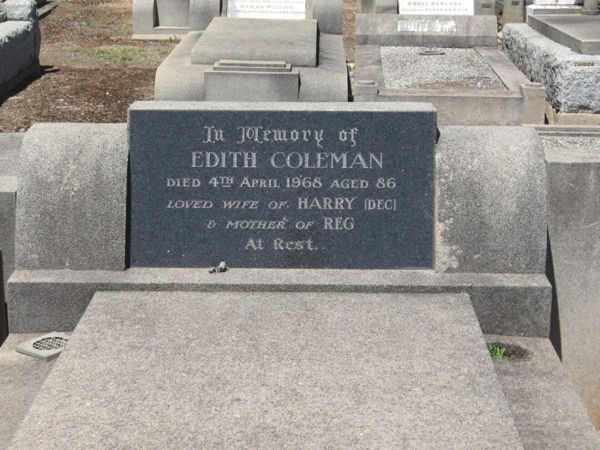 In Memory of
EDITH COLEMAN
DIED 4TH APRIL 1968 AGED 86
LOVED WIFE OF HARRY (DEC)
& MOTHER OF REG
At Rest.